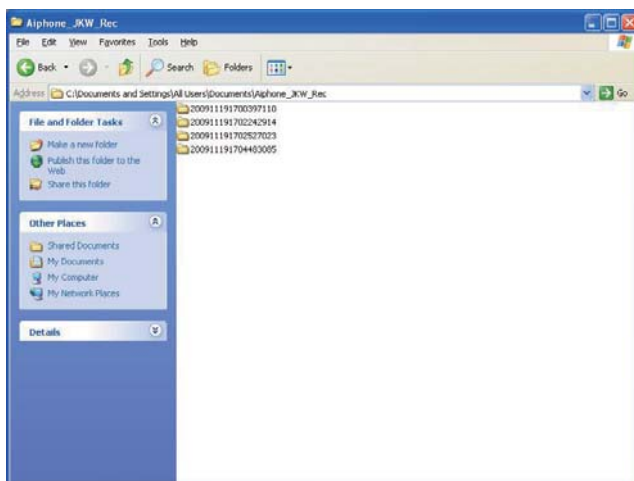 Aiphone_JKW_Rec
File Edit View Favorites Tools Help
Back Search Folders
Address C:\Documents and Settings\All Users\Documents\Aiphone_JKW_Rec Go
File and Folder Tasks
Make a new folder
Publish this folder to the
Web
Share this folder
Other Places
Shared Documents
My Documents
My Computer
My Network Places
Details
200911191700397110
200911191702242914
200911191702527023
200911191704483085